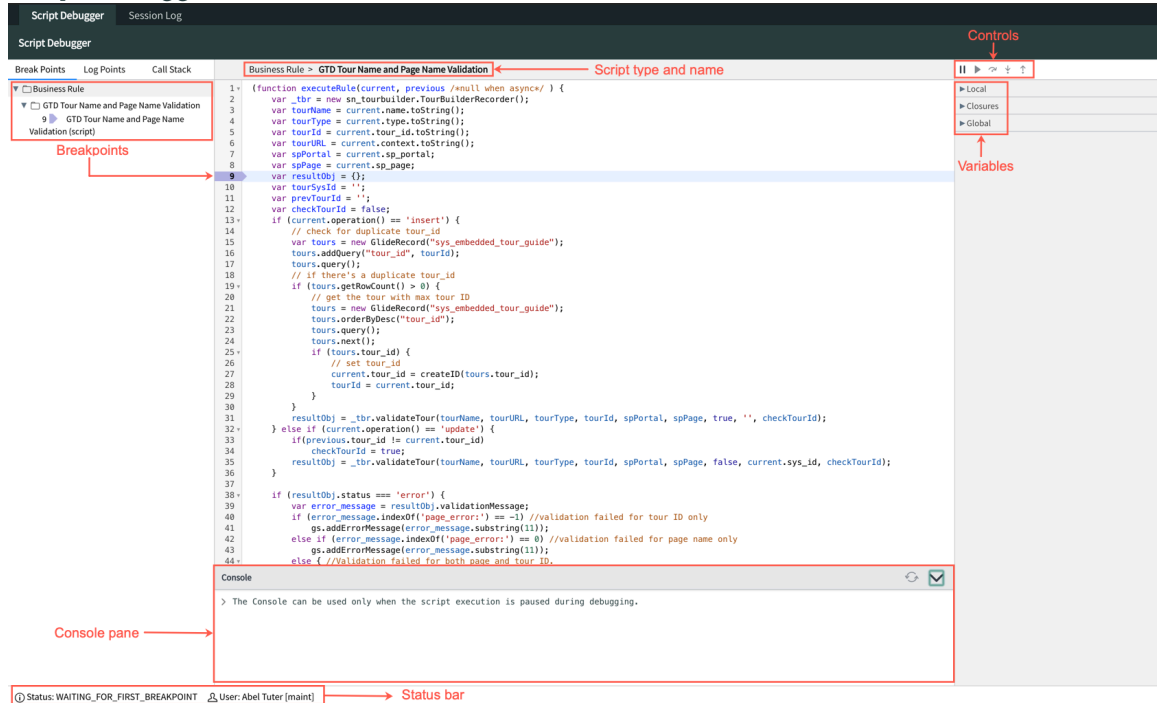 Script Debugger Session Log
Script Debugger
Controls
Break Points Log Points Call Stack
Business Rule > GTD Tour Name and Page Name Validation
Script type and name
Business Rule
GTD Tour Name and Page Name Validation
9 GTD Tour Name and Page Name
Validation (script)
Breakpoints
1 (function executeRule(current, previous /*null when async*/ ) {
2 var _tbr = new sn_tourbuilder.TourBuilderRecorder();
3 var tourName = current.name.toString();
4 var tourType = current.type.toString();
5 var tourId = current.tour_id.toString();
6 var tourURL = current.context.toString();
7 var spPortal = current.sp_portal;
8 var spPage = current.sp_page;
9 var resultObj = {};
10 var tourSysId = '';
11 var prevTourId = '';
12 var checkTourId = false;
13 if (current.operation() == 'insert') {
14 // check for duplicate tour_id
15 var tours = new GlideRecord("sys_embedded_tour_guide");
16 tours.addQuery("tour_id", tourId);
17 tours.query();
18 // if there's a duplicate tour_id
19 if (tours.getRowCount() > 0) {
20 // get the tour with max tour ID
21 tours = new GlideRecord("sys_embedded_tour_guide");
22 tours.orderByDesc("tour_id");
23 tours.query();
24 tours.next();
25 if (tours.tour_id) {
26 // set tour_id
27 current.tour_id = createID(tours.tour_id);
28 tourId = current.tour_id;
29 }
30 }
31 resultObj = _tbr.validateTour(tourName, tourURL, tourType, tourId, spPortal, spPage, true, '', checkTourId);
32 } else if (current.operation() == 'update') {
33 if(previous.tour_id != current.tour_id)
34 checkTourId = true;
35 resultObj = _tbr.validateTour(tourName, tourURL, tourType, tourId, spPortal, spPage, false, current.sys_id, checkTourId);
36 }
37
38 if (resultObj.status === 'error') {
39 var error_message = resultObj.validationMessage;
40 if (error_message.indexOf('page_error:') == -1) //validation failed for tour ID only
41 gs.addErrorMessage(error_message.substring(11));
42 else if (error_message.indexOf('page_error:') == 0) //validation failed for page name only
43 gs.addErrorMessage(error_message.substring(11));
44 else { //Validation failed for both page and tour ID.
Local
Closures
Global
Variables
Console
> The Console can be used only when the script execution is paused during debugging.
Console pane
Status: WAITING_FOR_FIRST_BREAKPOINT User: Abel Tuter [maint]
Status bar